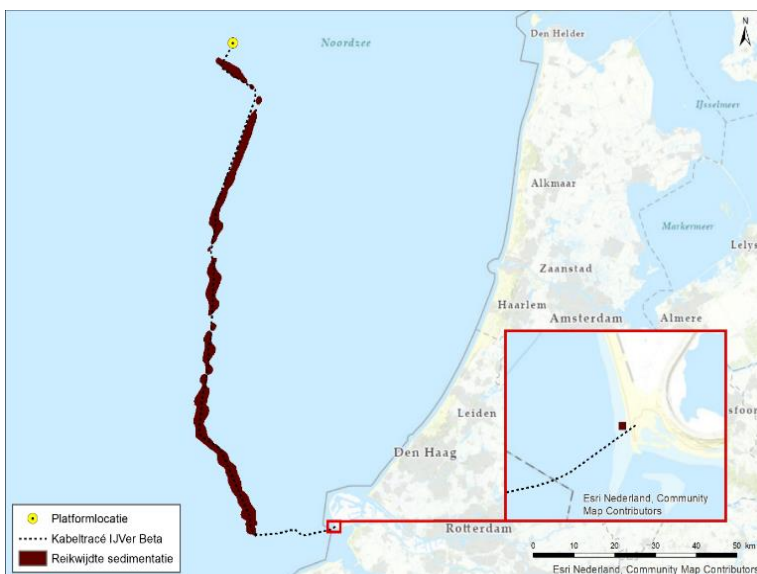 Noordzee
Den Helder
N
IJsselmeer
Alkmaar
Markermeer
Lelys
Zaanstad
Haarlem
Amsterdam
Almere
Leiden
sfoor
Den Haag
Esri Nederland, Community
Map Contributors
Rotterdam
Platformlocatie
Kabeltracé IJVer Beta
Reikwijdte sedimentatie
0 10 20 30 40 50 km
Esri Nederland, Community Map Contributors